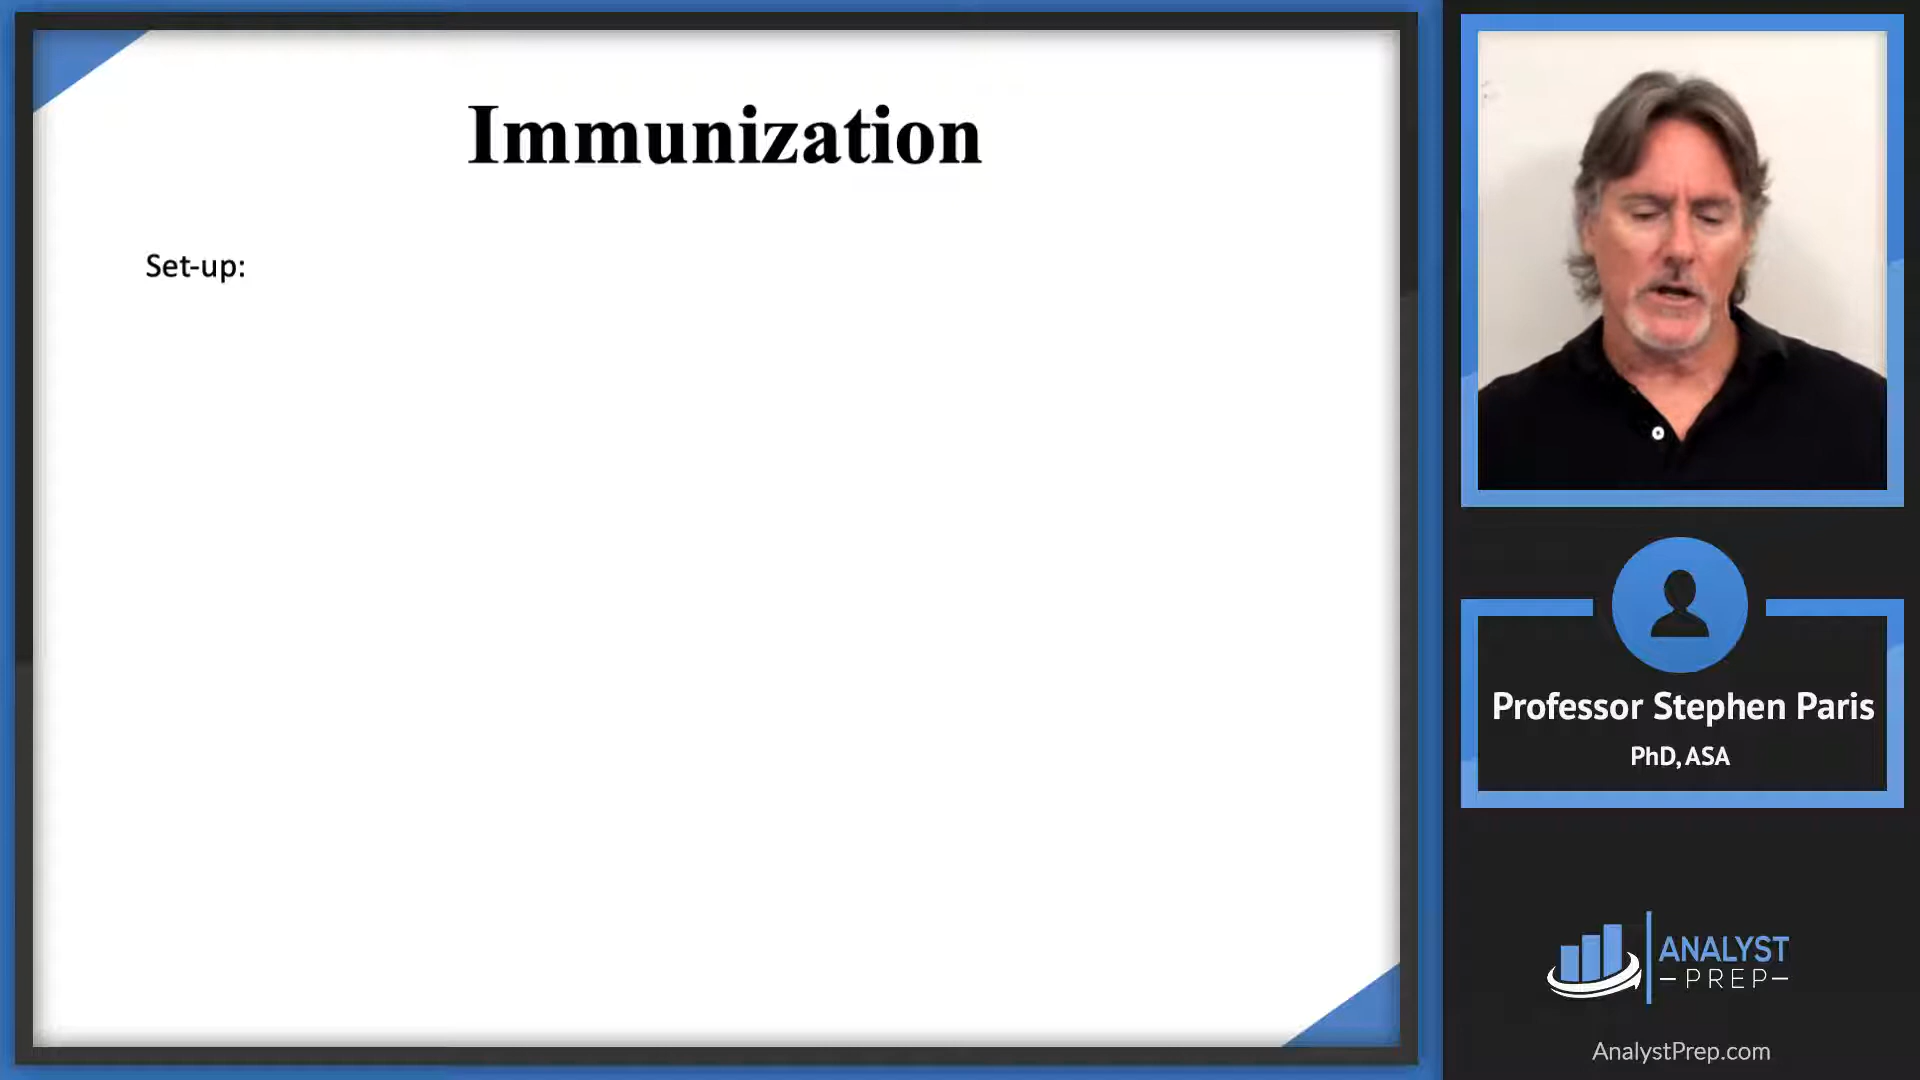 Immunization
Set-up:
Professor Stephen Paris
PhD, ASA
ANALYST
PREP
AnalystPrep.com